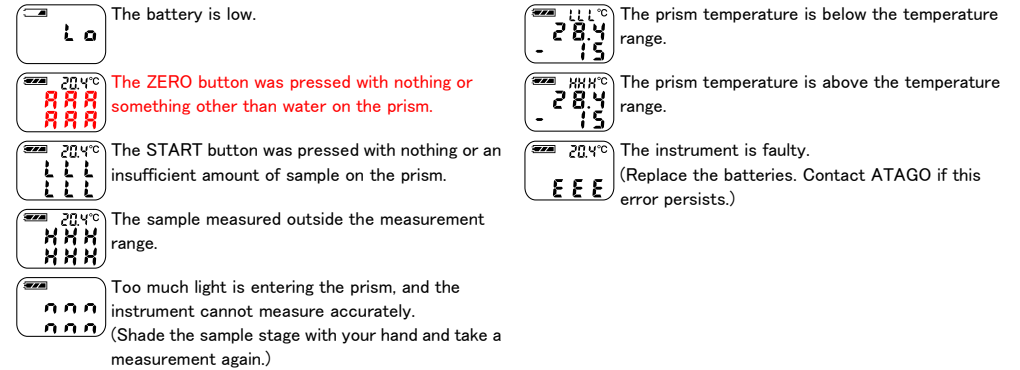 The battery is low.
Lo
The ZERO button was pressed with nothing or
something other than water on the prism.
20.4℃
AAA
AAA
The START button was pressed with nothing or an
insufficient amount of sample on the prism.
20.4℃
LLL
LLL
The sample measured outside the measurement
range.
20.4℃
HHH
HHH
Too much light is entering the prism, and the
instrument cannot measure accurately.
(Shade the sample stage with your hand and take a
measurement again.)
nnn
nnn
The prism temperature is below the temperature
range.
LLL℃
28.4
- 15
The prism temperature is above the temperature
range.
HHH℃
28.4
- 15
The instrument is faulty.
(Replace the batteries. Contact ATAGO if this
error persists.)
20.4℃
EEE